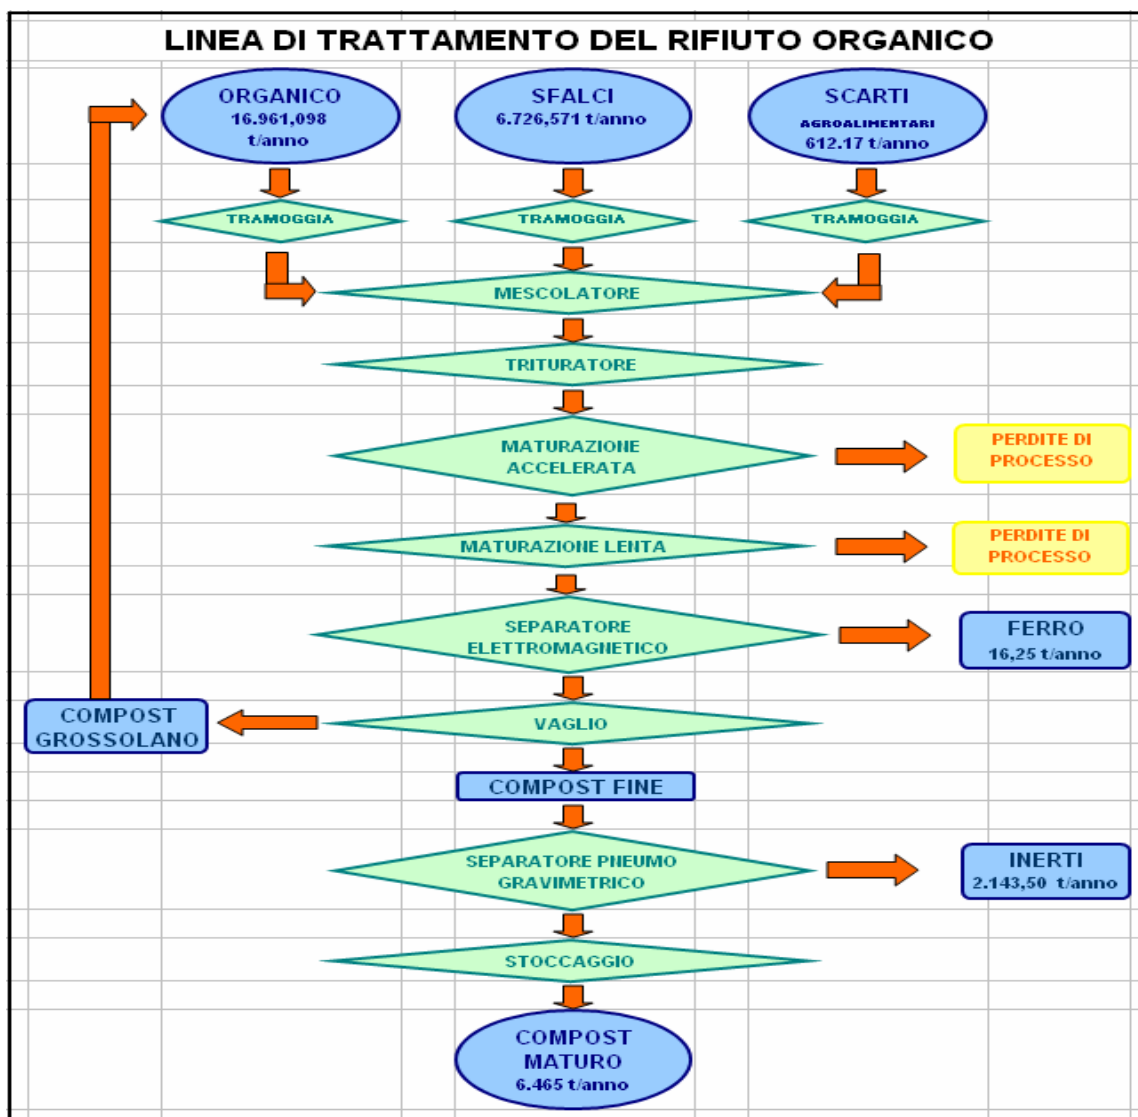 LINEA DI TRATTAMENTO DEL RIFIUTO ORGANICO
ORGANICO
16.961,098
t/anno
SFALCI
6.726,571 t/anno
SCARTI
AGROALIMENTARI
612.17 t/anno
TRAMOGGIA
TRAMOGGIA
TRAMOGGIA
MESCOLATORE
TRITURATORE
MATURAZIONE
ACCELERATA
PERDITE DI
PROCESSO
MATURAZIONE LENTA
PERDITE DI
PROCESSO
SEPARATORE
ELETTROMAGNETICO
FERRO
16,25 t/anno
COMPOST
GROSSOLANO
VAGLIO
COMPOST FINE
SEPARATORE PNEUMO
GRAVIMETRICO
INERTI
2.143,50 t/anno
STOCCAGGIO
COMPOST
MATURO
6.465 t/anno